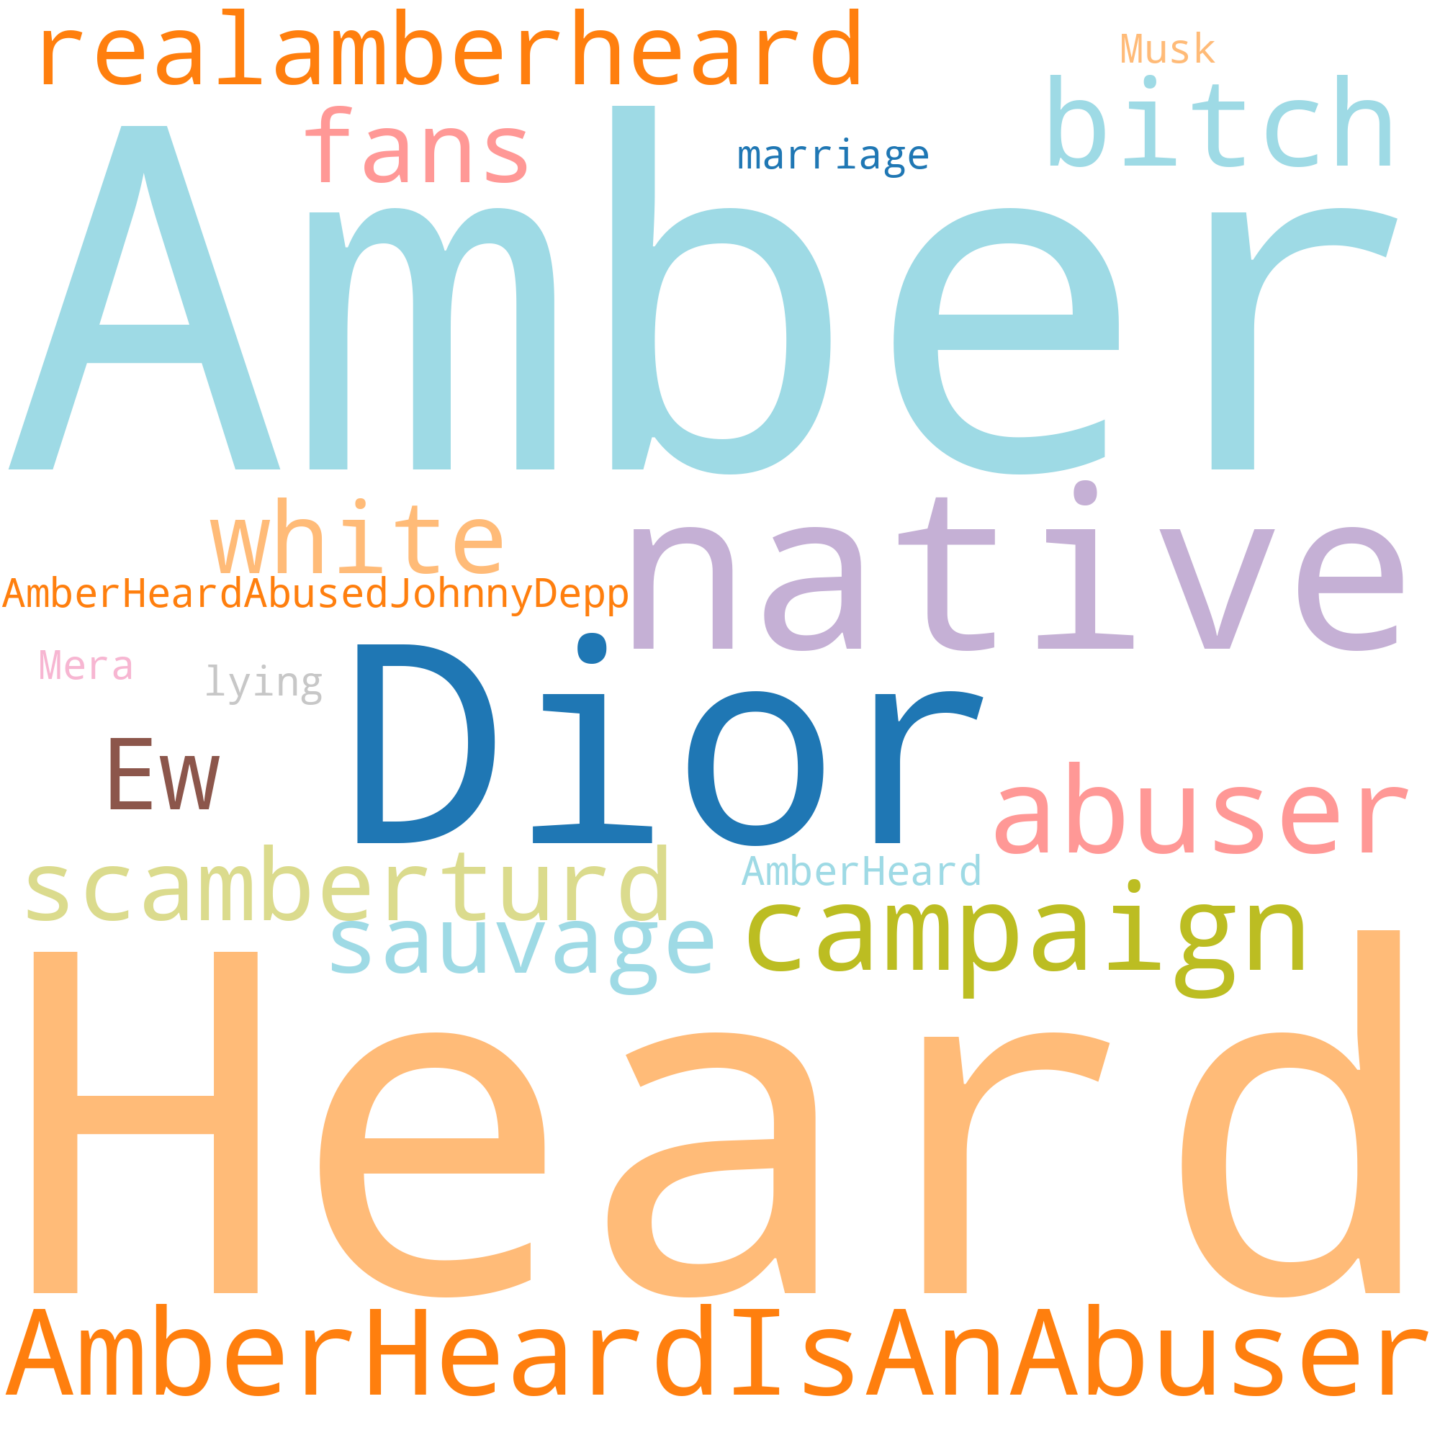 realamberheard
Musk
bitch
fans
marriage
Amber
native
white
AmberHeardAbusedJohnnyDepp
Mera
lying
Dior
Ew
abuser
scamberturd
AmberHeard
campaign
sauvage
Heard
AmberHeardIsAnAbuser